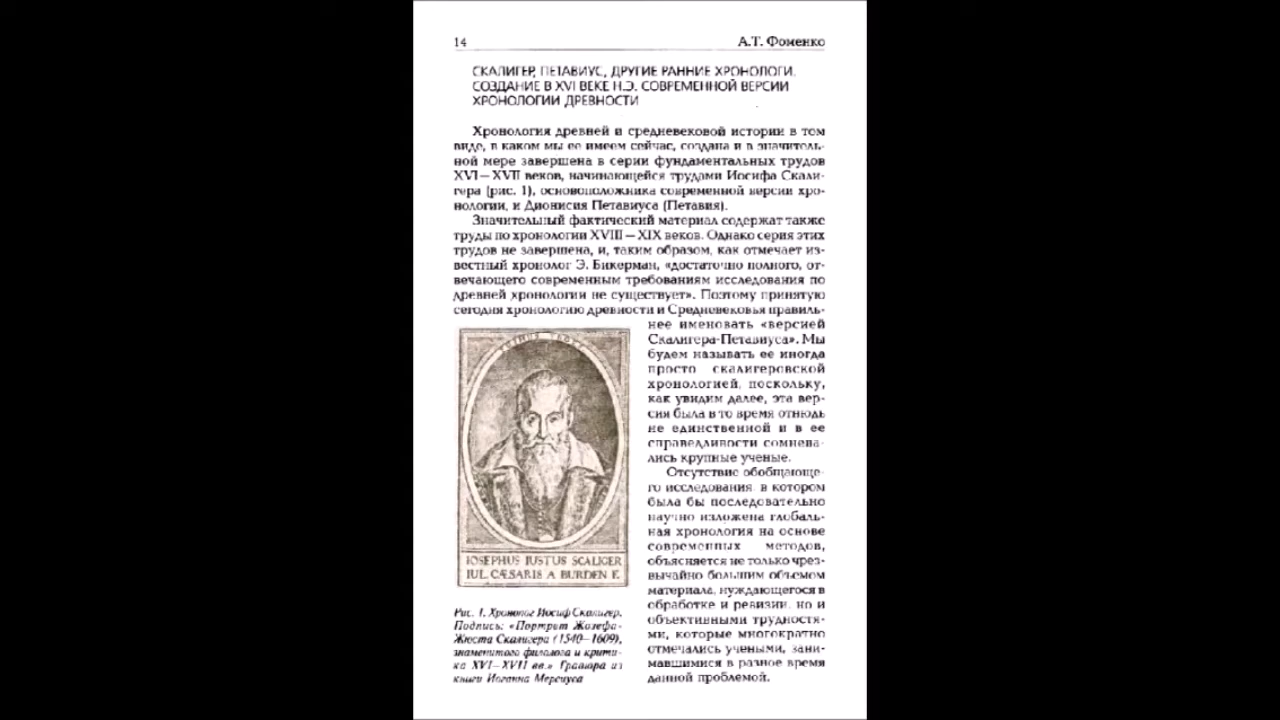 14 А.Т. Фоменко
СКАЛИГЕР, ПЕТАВИУС, ДРУГИЕ РАННИЕ ХРОНОЛОГИ.
СОЗДАНИЕ В XVI ВЕКЕ Н.Э. СОВРЕМЕННОЙ ВЕРСИИ
ХРОНОЛОГИИ ДРЕВНОСТИ
Хронология древней и средневековой истории в том
виде, в каком мы ее имеем сейчас, создана и в значитель-
ной мере завершена в серии фундаментальных трудов
XVI—XVII веков, начинающейся трудами Иосифа Скали-
гера (рис. 1), основоположника современной версии хро-
нологии, и Дионисия Петавиуса (Петавия).
Значительный фактический материал содержат также
труды по хронологии XVIII—XIX веков. Однако серия этих
трудов не завершена, и, таким образом, как отмечает из-
вестный хронолог Э. Бикерман, «достаточно полного, от-
вечающего современным требованиям исследования по
древней хронологии не существует». Поэтому принятую
сегодня хронологию древности и Средневековья правиль-
нее именовать «версией
Скалигера-Петавиуса». Мы
будем называть ее иногда
просто скалигеровской
хронологией, поскольку,
как увидим далее, эта вер-
сия была в то время отнюдь
не единственной и в ее
справедливости сомнева-
лись крупные ученые.
Отсутствие обобщающе-
го исследования, в котором
была бы последовательно
научно изложена глобаль-
ная хронология на основе
современных методов,
объясняется не только чрез-
вычайно большим объемом
материала, нуждающегося в
обработке и ревизии, но и
объективными трудностя-
ми, которые многократно
отмечались учеными, зани-
мавшимися в разное время
данной проблемой.
IOSEPHUS IUSTUS SCALIGER
IUL. CÆSARIS A BURDEN F.
Рис. 1. Хронолог Иосиф Скалигер.
Подпись: «Портрет Жозефа-
Жюста Скалигера (1540—1609),
знаменитого филолога и крити-
ка XVI—XVII вв.» Гравюра из
книги Иоганна Мерсиуса